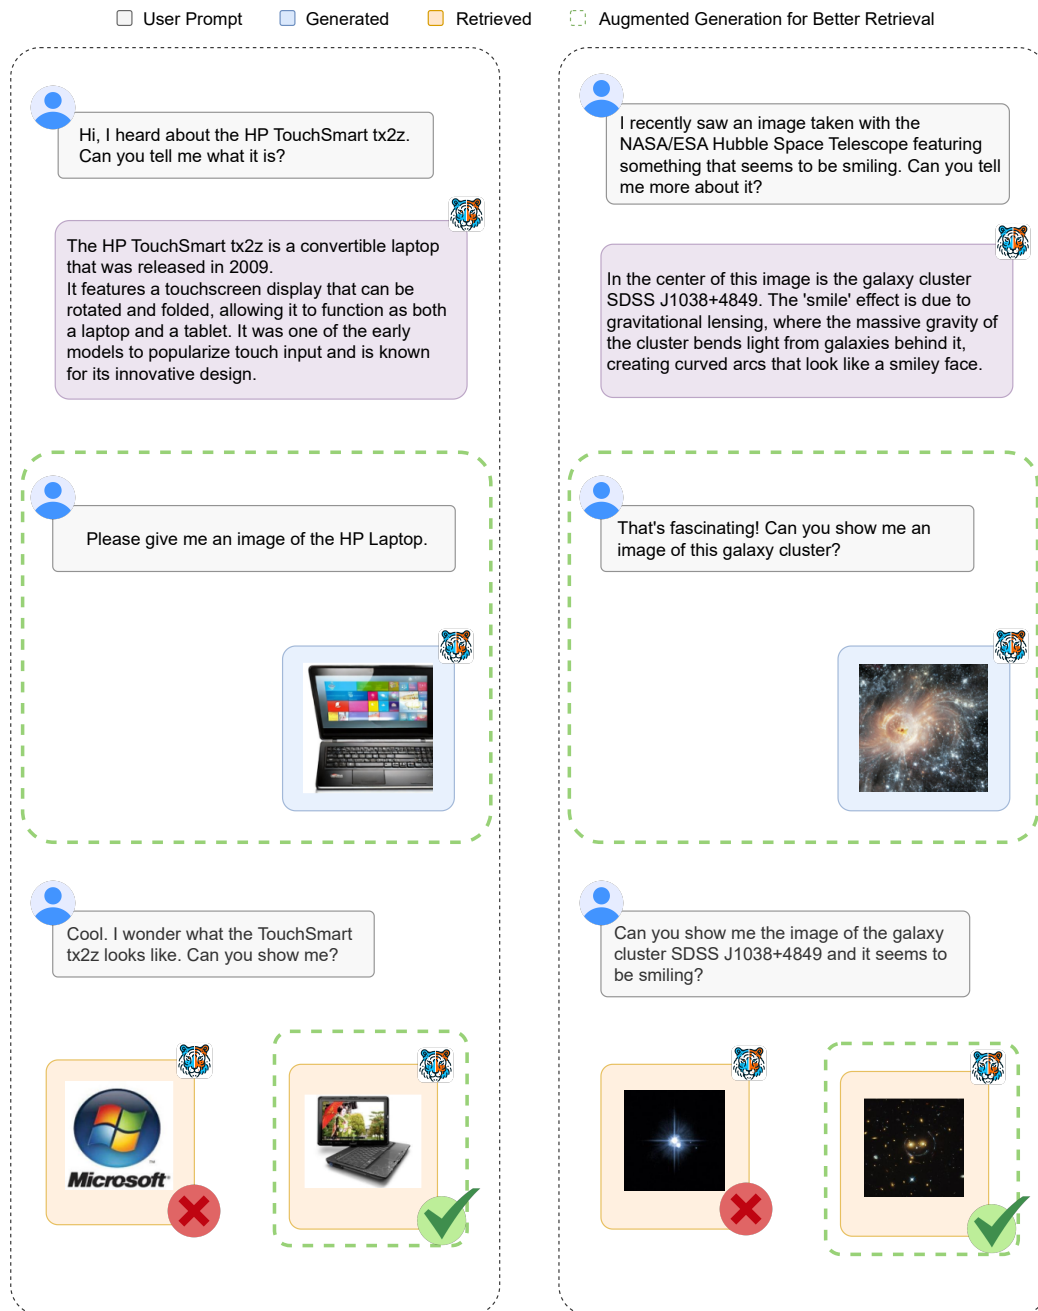 User Prompt
Generated
Retrieved
Augmented Generation for Better Retrieval
Hi, I heard about the HP TouchSmart tx2z.
Can you tell me what it is?
The HP TouchSmart tx2z is a convertible laptop
that was released in 2009.
It features a touchscreen display that can be
rotated and folded, allowing it to function as both
a laptop and a tablet. It was one of the early
models to popularize touch input and is known
for its innovative design.
Please give me an image of the HP Laptop.
Cool. I wonder what the TouchSmart
tx2z looks like. Can you show me?
Microsoft
I recently saw an image taken with the
NASA/ESA Hubble Space Telescope featuring
something that seems to be smiling. Can you tell
me more about it?
In the center of this image is the galaxy cluster
SDSS J1038+4849. The 'smile' effect is due to
gravitational lensing, where the massive gravity of
the cluster bends light from galaxies behind it,
creating curved arcs that look like a smiley face.
That's fascinating! Can you show me an
image of this galaxy cluster?
Can you show me the image of the galaxy
cluster SDSS J1038+4849 and it seems to
be smiling?